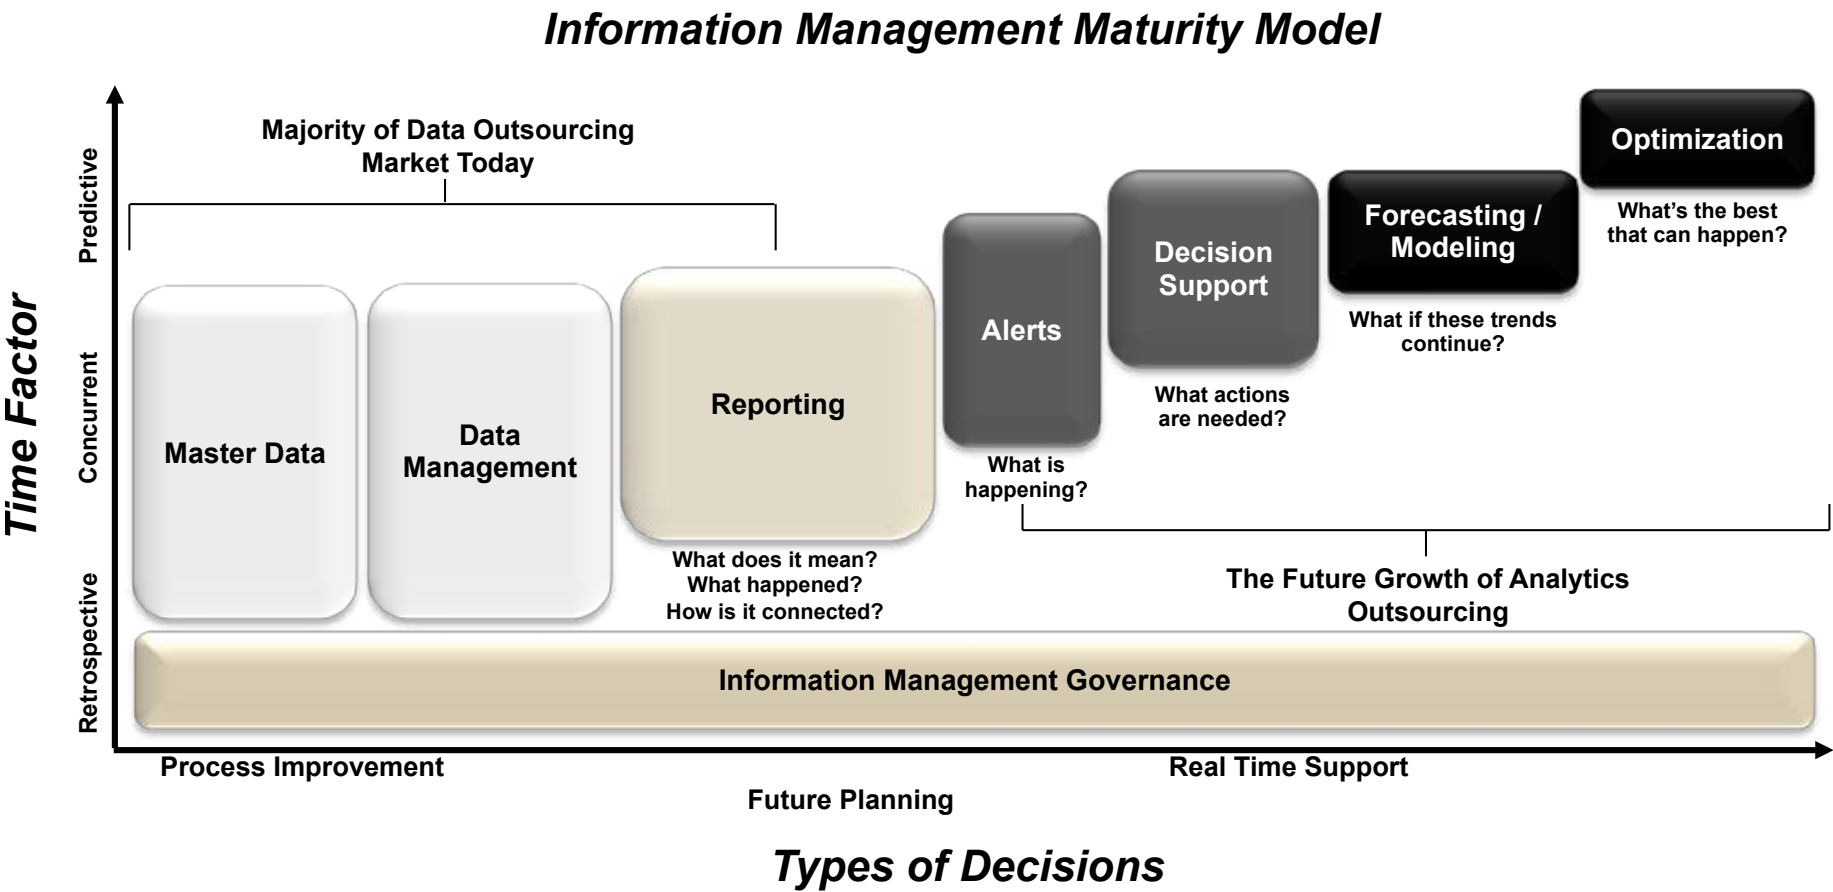 Information Management Maturity Model
Majority of Data Outsourcing
Market Today
Optimization
What's the best
that can happen?
Forecasting /
Modeling
What if these trends
continue?
Decision
Support
What actions
are needed?
Alerts
What is
happening?
Reporting
What does it mean?
What happened?
How is it connected?
Data
Management
Master Data
The Future Growth of Analytics
Outsourcing
Information Management Governance
Time Factor
Predictive
Concurrent
Retrospective
Process Improvement
Real Time Support
Future Planning
Types of Decisions